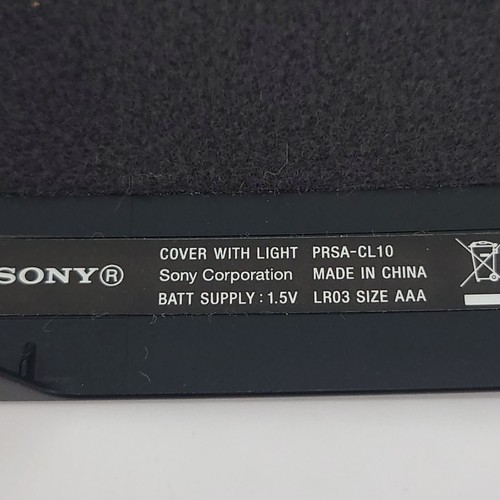 SONY®
COVER WITH LIGHT PRSA-CL10
Sony Corporation MADE IN CHINA
BATT SUPPLY : 1.5V LR03 SIZE AAA